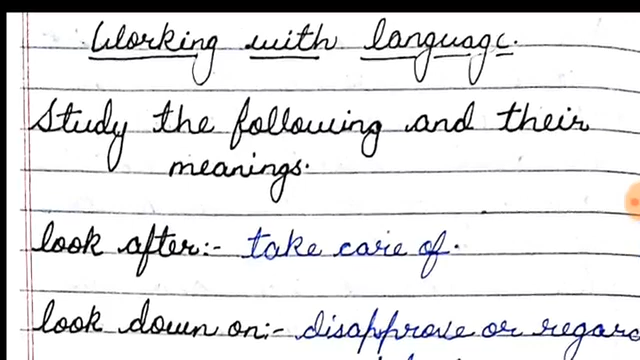 Working with language.
Study the following and their
meanings.
look after:- take care of.
look down on:- disapprove or regard